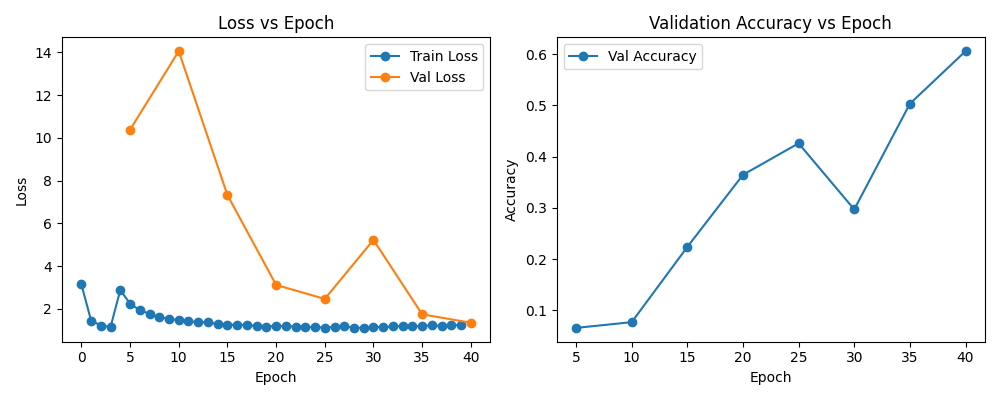 Loss vs Epoch
Train Loss
Val Loss
14
12
10
8
6
4
2
Loss
0 5 10 15 20 25 30 35 40
Epoch
Validation Accuracy vs Epoch
Val Accuracy
0.6
0.5
0.4
0.3
0.2
0.1
Accuracy
5 10 15 20 25 30 35 40
Epoch